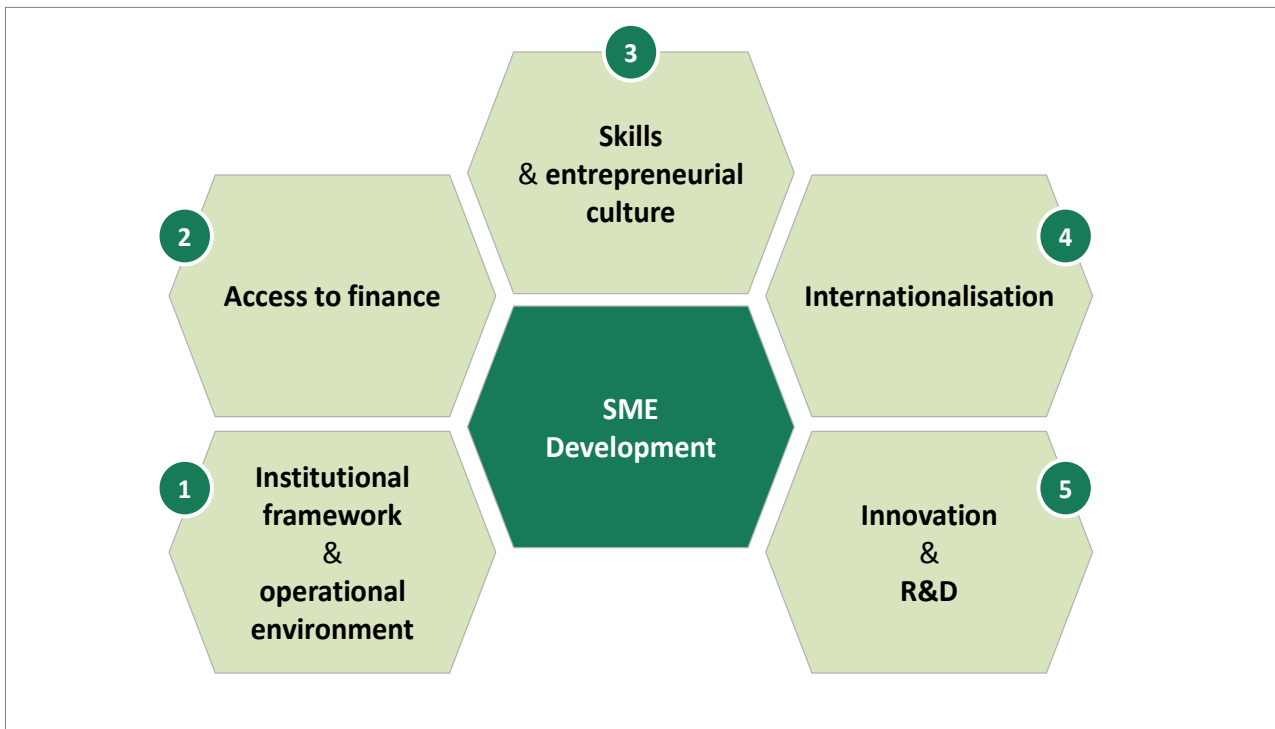 1
Institutional
framework
&
operational
environment
2
Access to finance
3
Skills
& entrepreneurial
culture
4
Internationalisation
5
Innovation
&
R&D
SME
Development